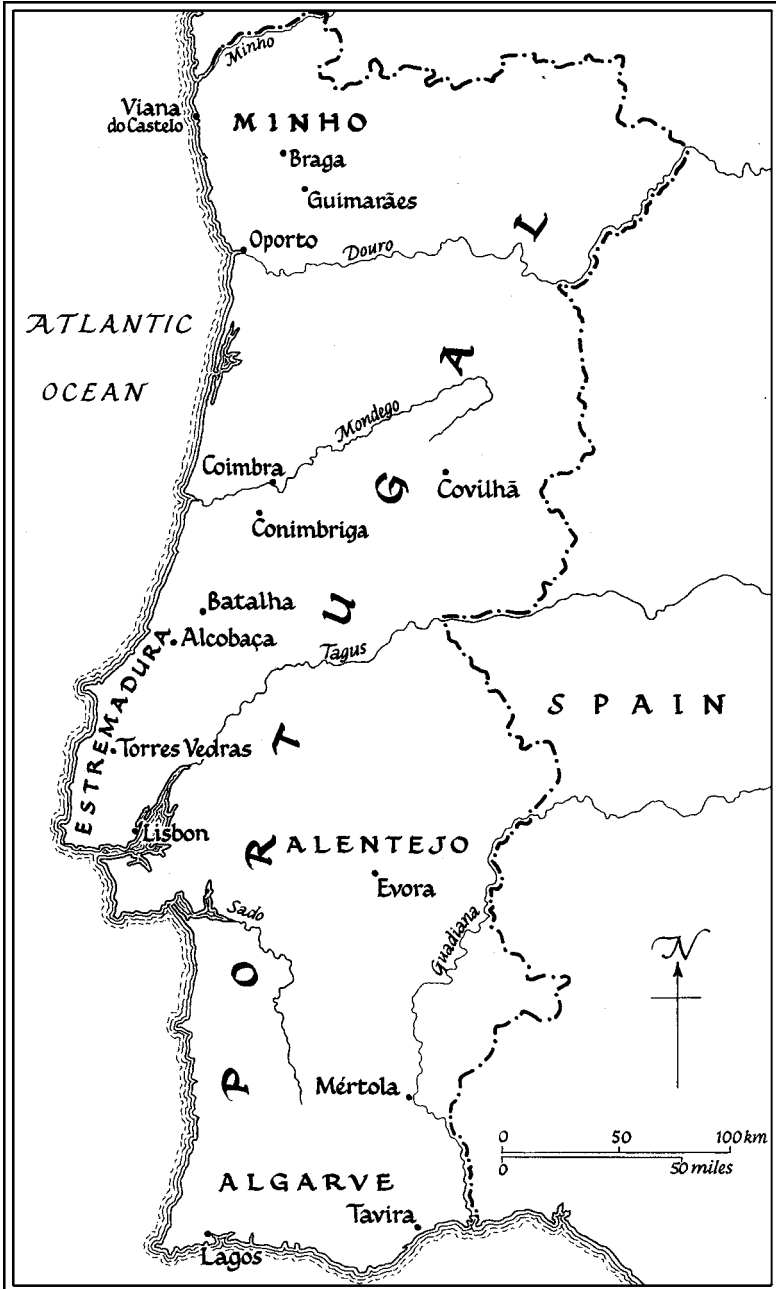 Minho
Viana
do Castelo
MINHO
Braga
Guimarães
Oporto
Douro
ATLANTIC
OCEAN
Mondego
Coimbra
Covilhã
Conimbriga
Batalha
Alcobaça
Tagus
ESTREMADURA
SPAIN
Torres Vedras
Lisbon
ALENTEJO
Evora
Sado
Guadiana
N
PORTUGAL
Mértola
0 50 100 km
0 50 miles
ALGARVE
Tavira
Lagos